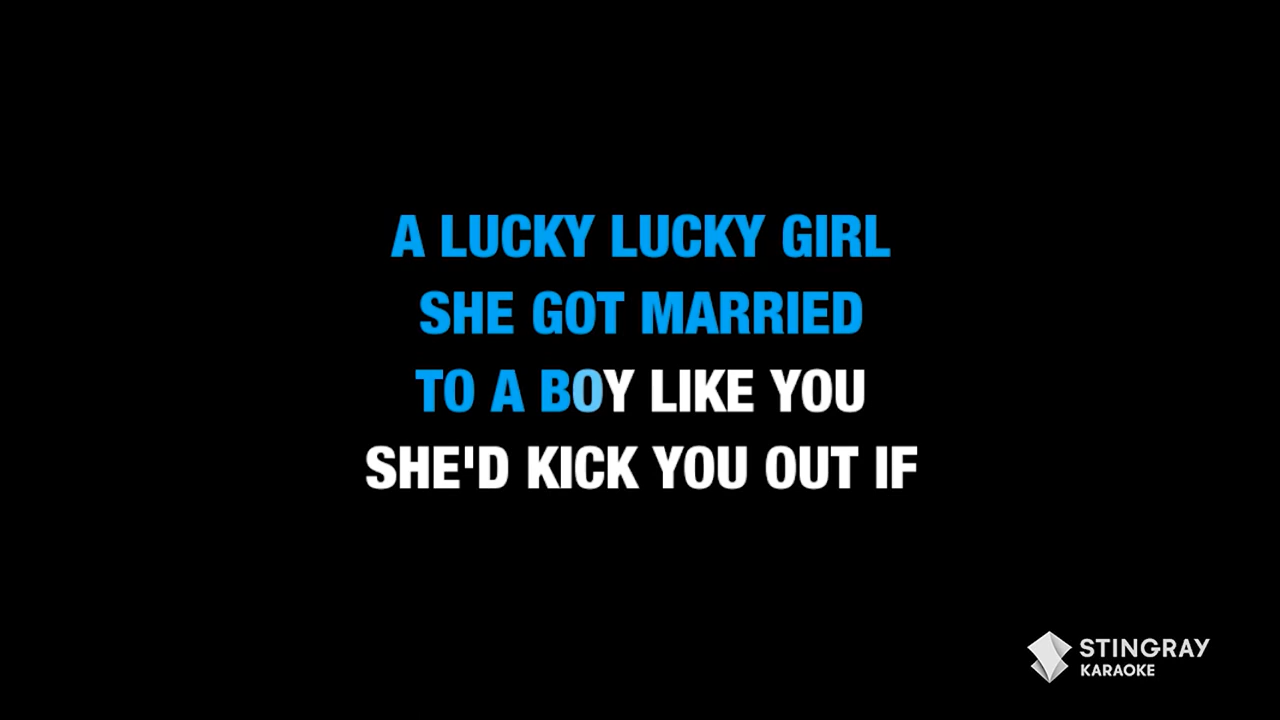 A LUCKY LUCKY GIRL
SHE GOT MARRIED
TO A BOY LIKE YOU
SHE'D KICK YOU OUT IF
STINGRAY
KARAOKE